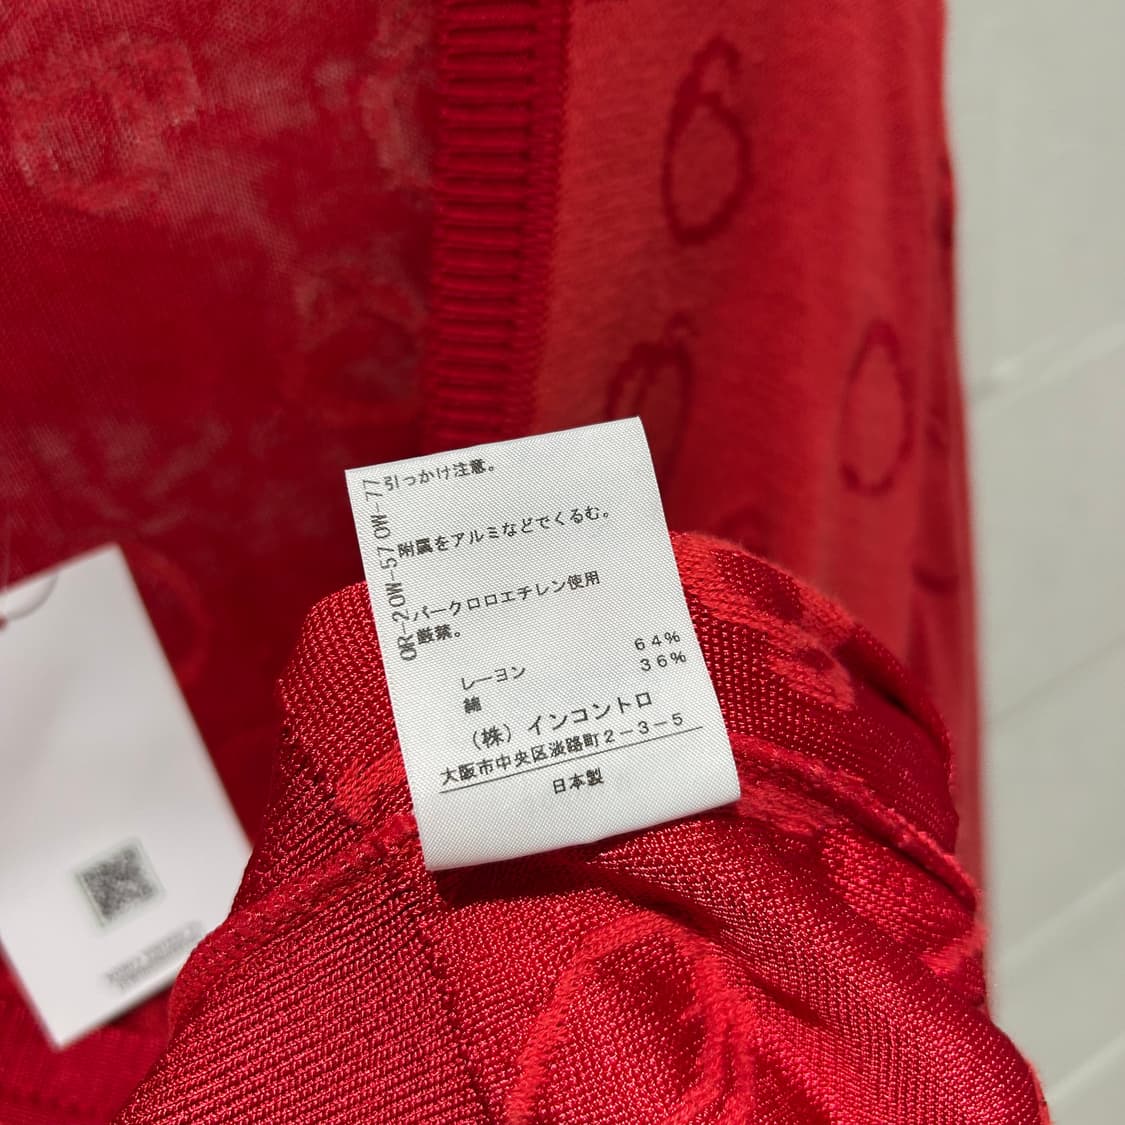 引っかけ注意。
附属をアルミなどでくるむ。
パークロロエチレン使用
厳禁。
レーヨン 64%
綿 36%
（株）インコントロ
大阪市中央区淡路町2-3-5
日本製
OR-20W-570W-77